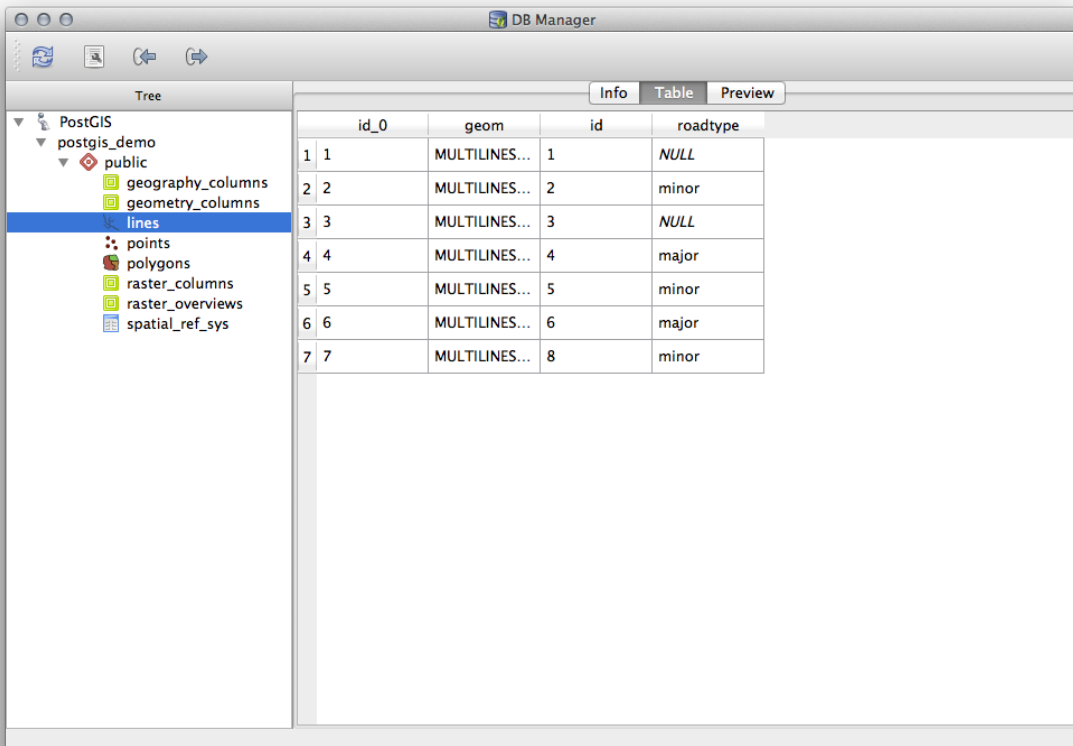 DB Manager
Tree
Info Table Preview
PostGIS
postgis_demo
public
geography_columns
geometry_columns
lines
points
polygons
raster_columns
raster_overviews
spatial_ref_sys
id_0 geom id roadtype
1 1 MULTILINES... 1 NULL
2 2 MULTILINES... 2 minor
3 3 MULTILINES... 3 NULL
4 4 MULTILINES... 4 major
5 5 MULTILINES... 5 minor
6 6 MULTILINES... 6 major
7 7 MULTILINES... 8 minor